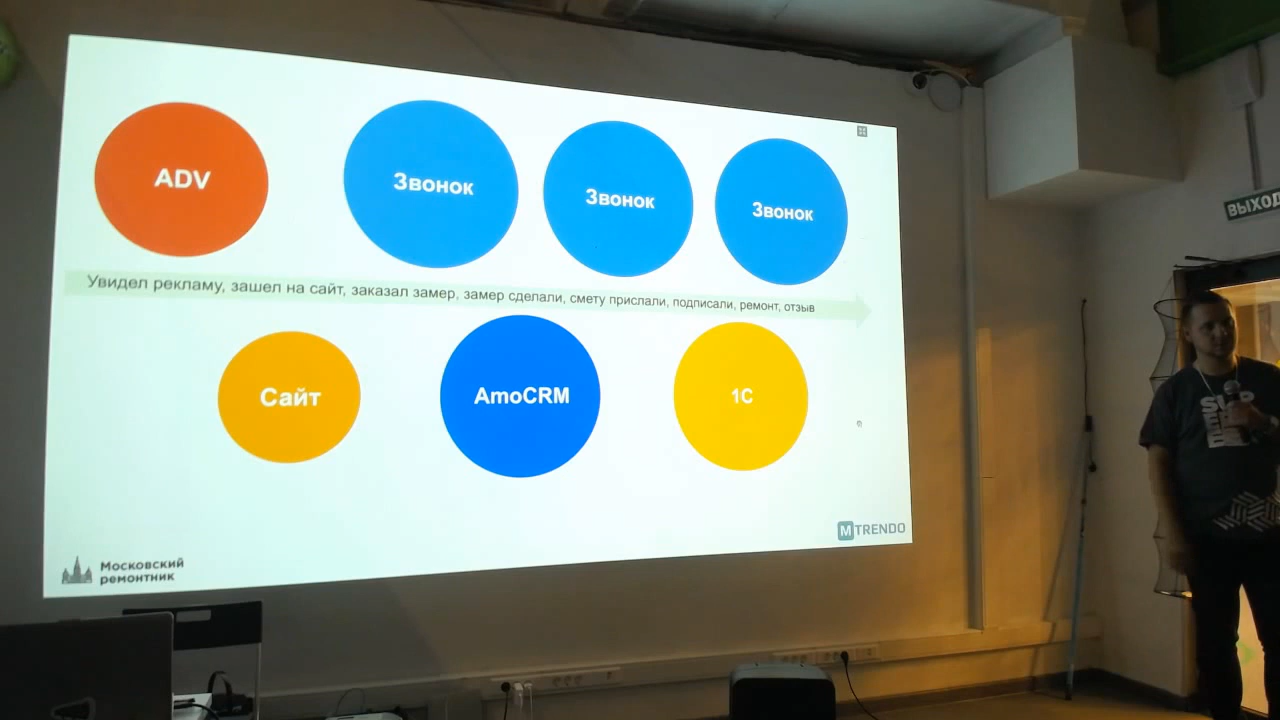 ADV
Звонок
Звонок
Звонок
Увидел рекламу, зашел на сайт, заказал замер, замер сделали, смету прислали, подписали, ремонт, отзыв
Сайт
AmoCRM
1С
Московский
ремонтник
MTRENDO
ВЫХОД